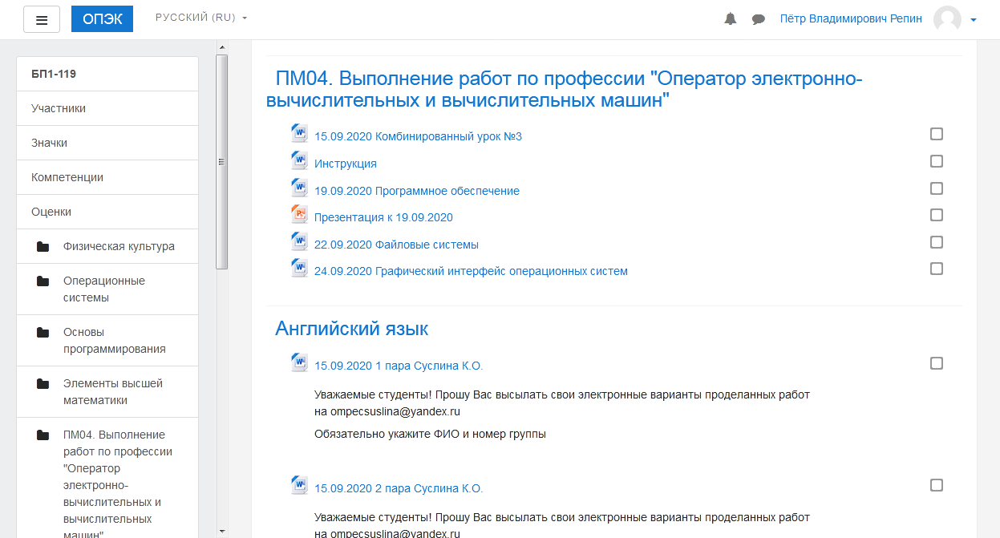 ОПЭК
РУССКИЙ (RU)
Пётр Владимирович Репин
БП1-119
Участники
Значки
Компетенции
Оценки
Физическая культура
Операционные
системы
Основы
программирования
Элементы высшей
математики
ПМ04. Выполнение
работ по профессии
"Оператор
электронно-
вычислительных и
вычислительных
машин"
ПМ04. Выполнение работ по профессии "Оператор электронно-
вычислительных и вычислительных машин"
15.09.2020 Комбинированный урок №3
Инструкция
19.09.2020 Программное обеспечение
Презентация к 19.09.2020
22.09.2020 Файловые системы
24.09.2020 Графический интерфейс операционных систем
Английский язык
15.09.2020 1 пара Суслина К.О.
Уважаемые студенты! Прошу Вас высылать свои электронные варианты проделанных работ
на ompecsuslina@yandex.ru
Обязательно укажите ФИО и номер группы
15.09.2020 2 пара Суслина К.О.
Уважаемые студенты! Прошу Вас высылать свои электронные варианты проделанных работ
на ompecsuslina@yandex.ru